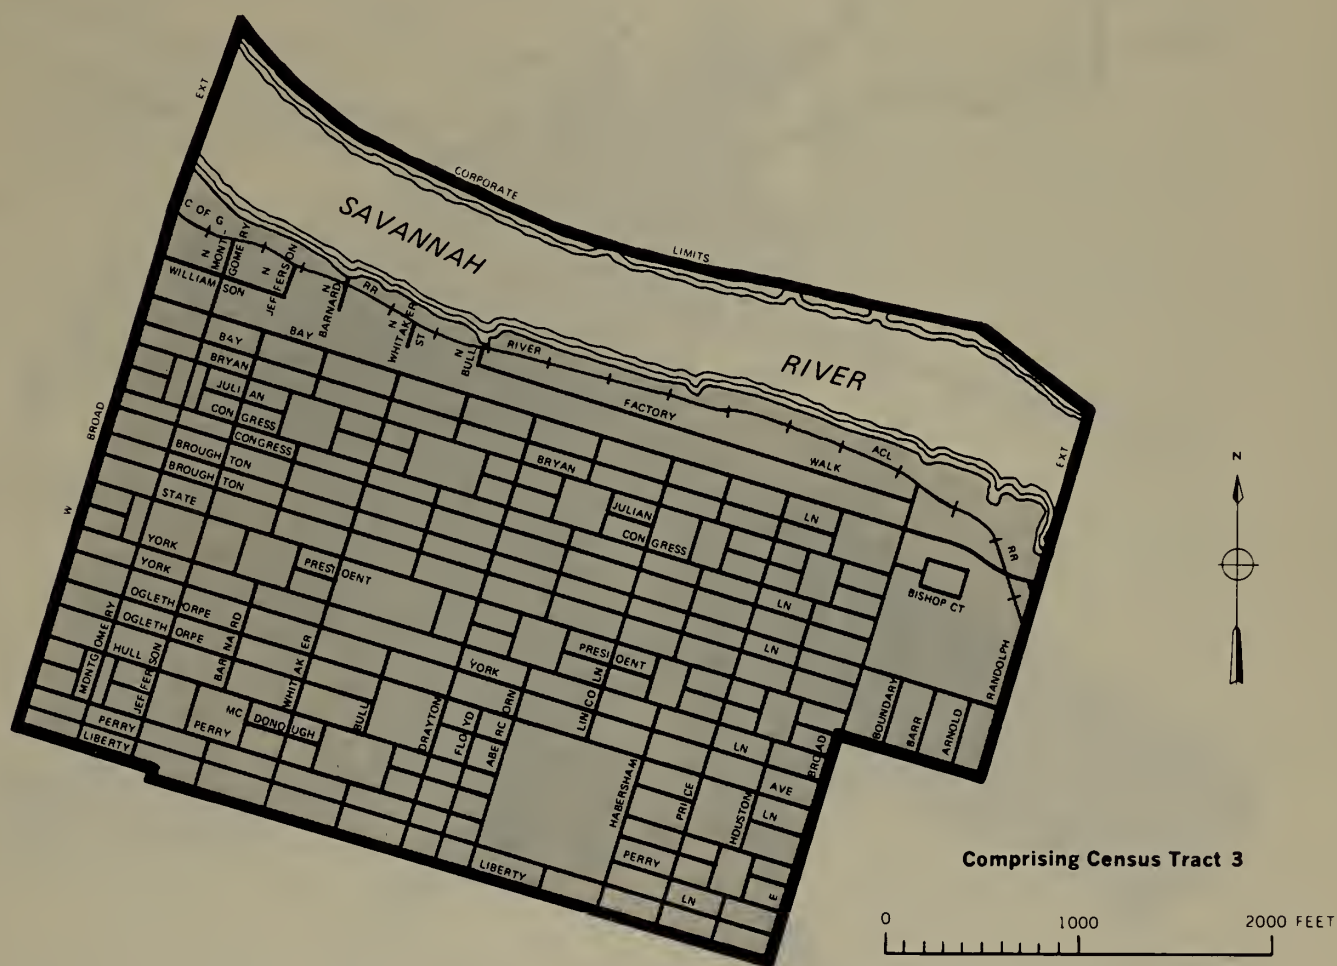 EXT
CORPORATE
LIMITS
SAVANNAH
RIVER
C OF G
RR
N MONTGOMERY
N JEFFERSON
N BARNARD
N WHITAKER ST
N BULL
WILLIAMSON
BAY
RIVER
FACTORY
WALK
ACL
RR
EXT
BAY
BRYAN
JULIAN
CONGRESS
CONGRESS
BROUGHTON
BROUGHTON
STATE
W BROAD
BRYAN
JULIAN
CONGRESS
LN
BISHOP CT
N
YORK
YORK
PRESIDENT
OGLETHORPE
OGLETHORPE
HULL
LN
LN
PRESIDENT
YORK
RANDOLPH
MONTGOMERY
JEFFERSON
BARNARD
WHITAKER
BULL
DRAYTON
FLOYD
ABERCORN
LINCOLN
BOUNDARY
BARR
ARNOLD
MCDONOUGH
PERRY
PERRY
LIBERTY
HABERSHAM
PRICE
HOUSTON
LN
AVE
LN
E BROAD
PERRY
LIBERTY
LN
Comprising Census Tract 3
0 1000 2000 FEET